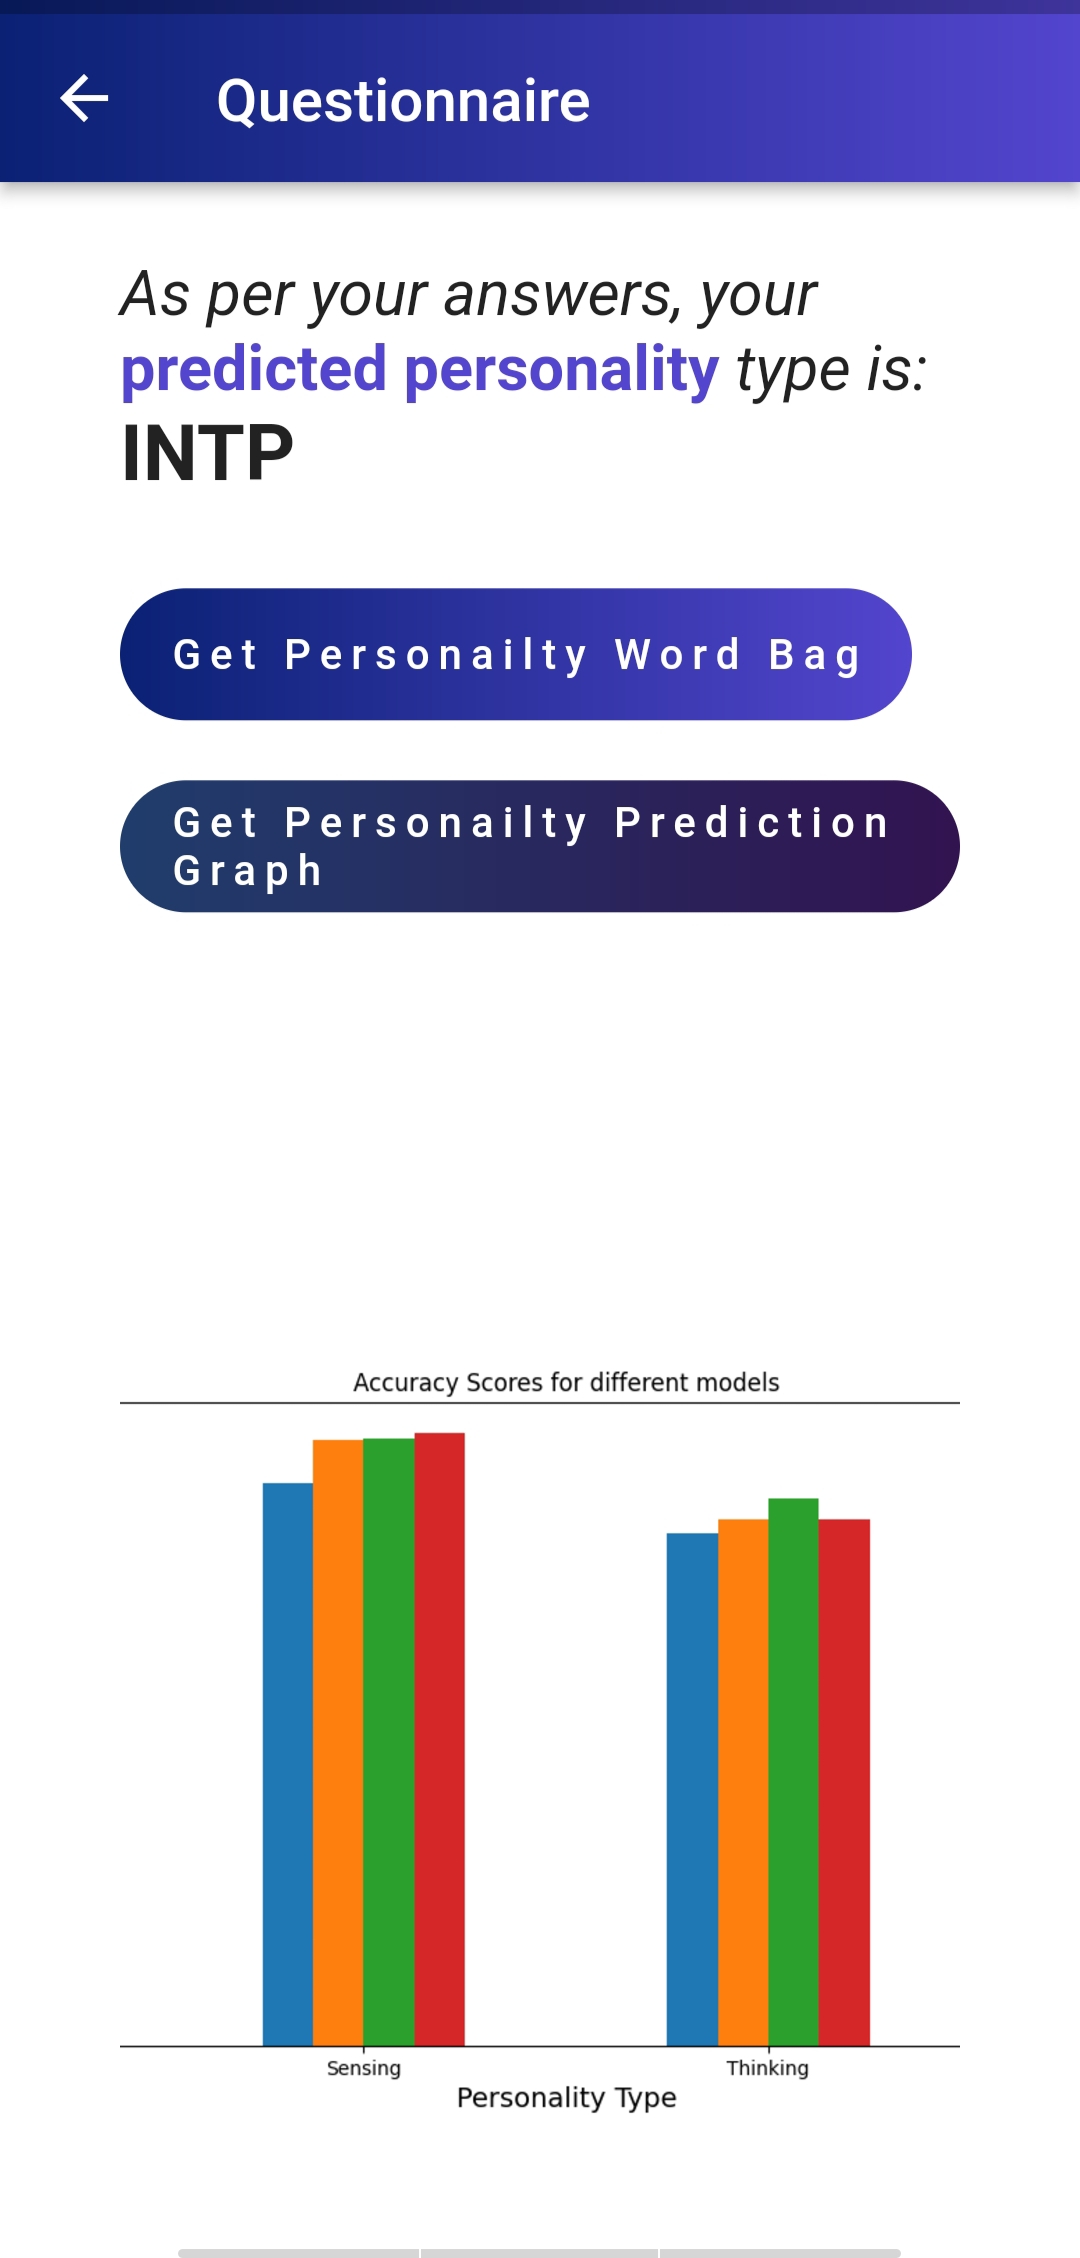 Questionnaire
As per your answers, your
predicted personality type is:
INTP
Get Personailty Word Bag
Get Personailty Prediction
Graph
Accuracy Scores for different models
Sensing Thinking
Personality Type